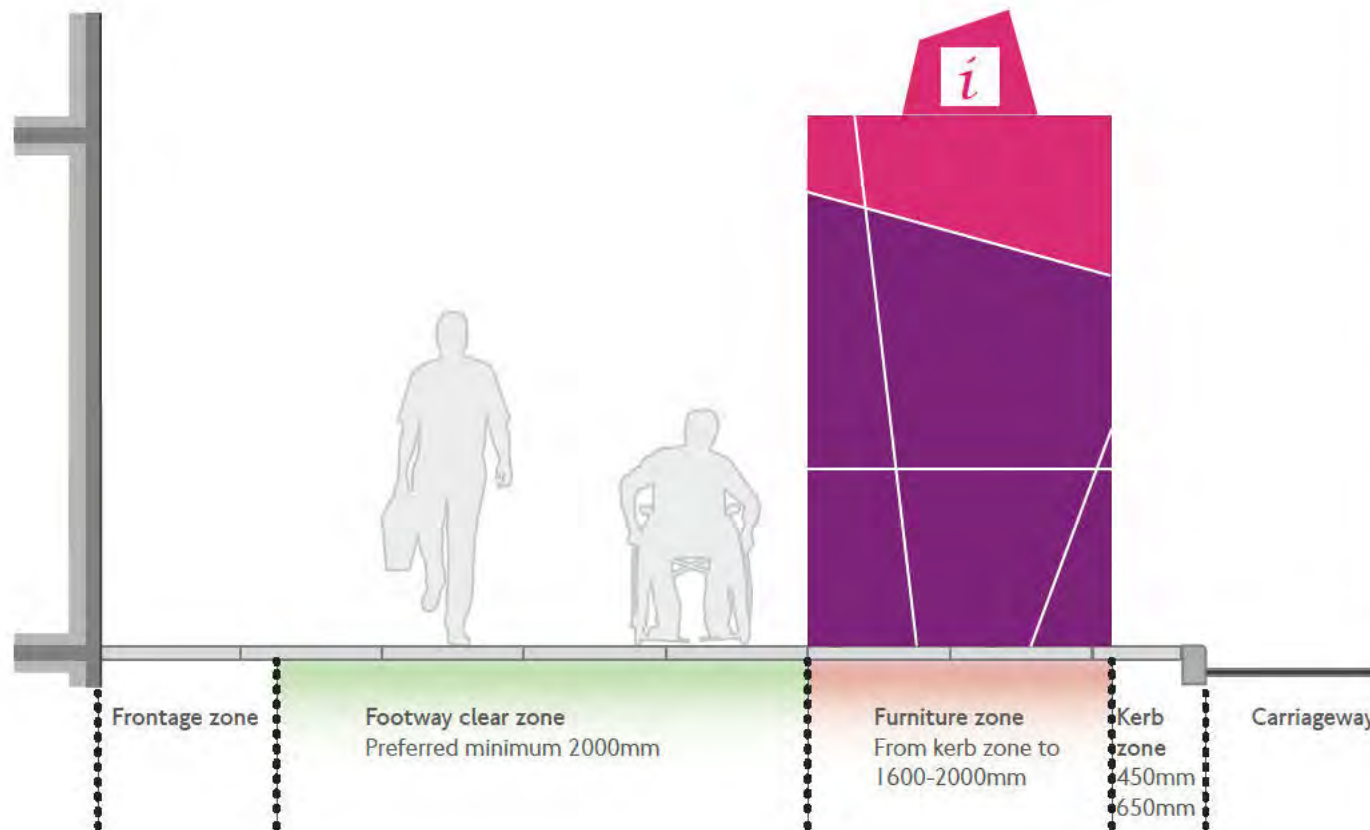 i
Frontage zone
Footway clear zone
Preferred minimum 2000mm
Furniture zone
From kerb zone to
1600-2000mm
Kerb
zone
450mm
650mm
Carriageway